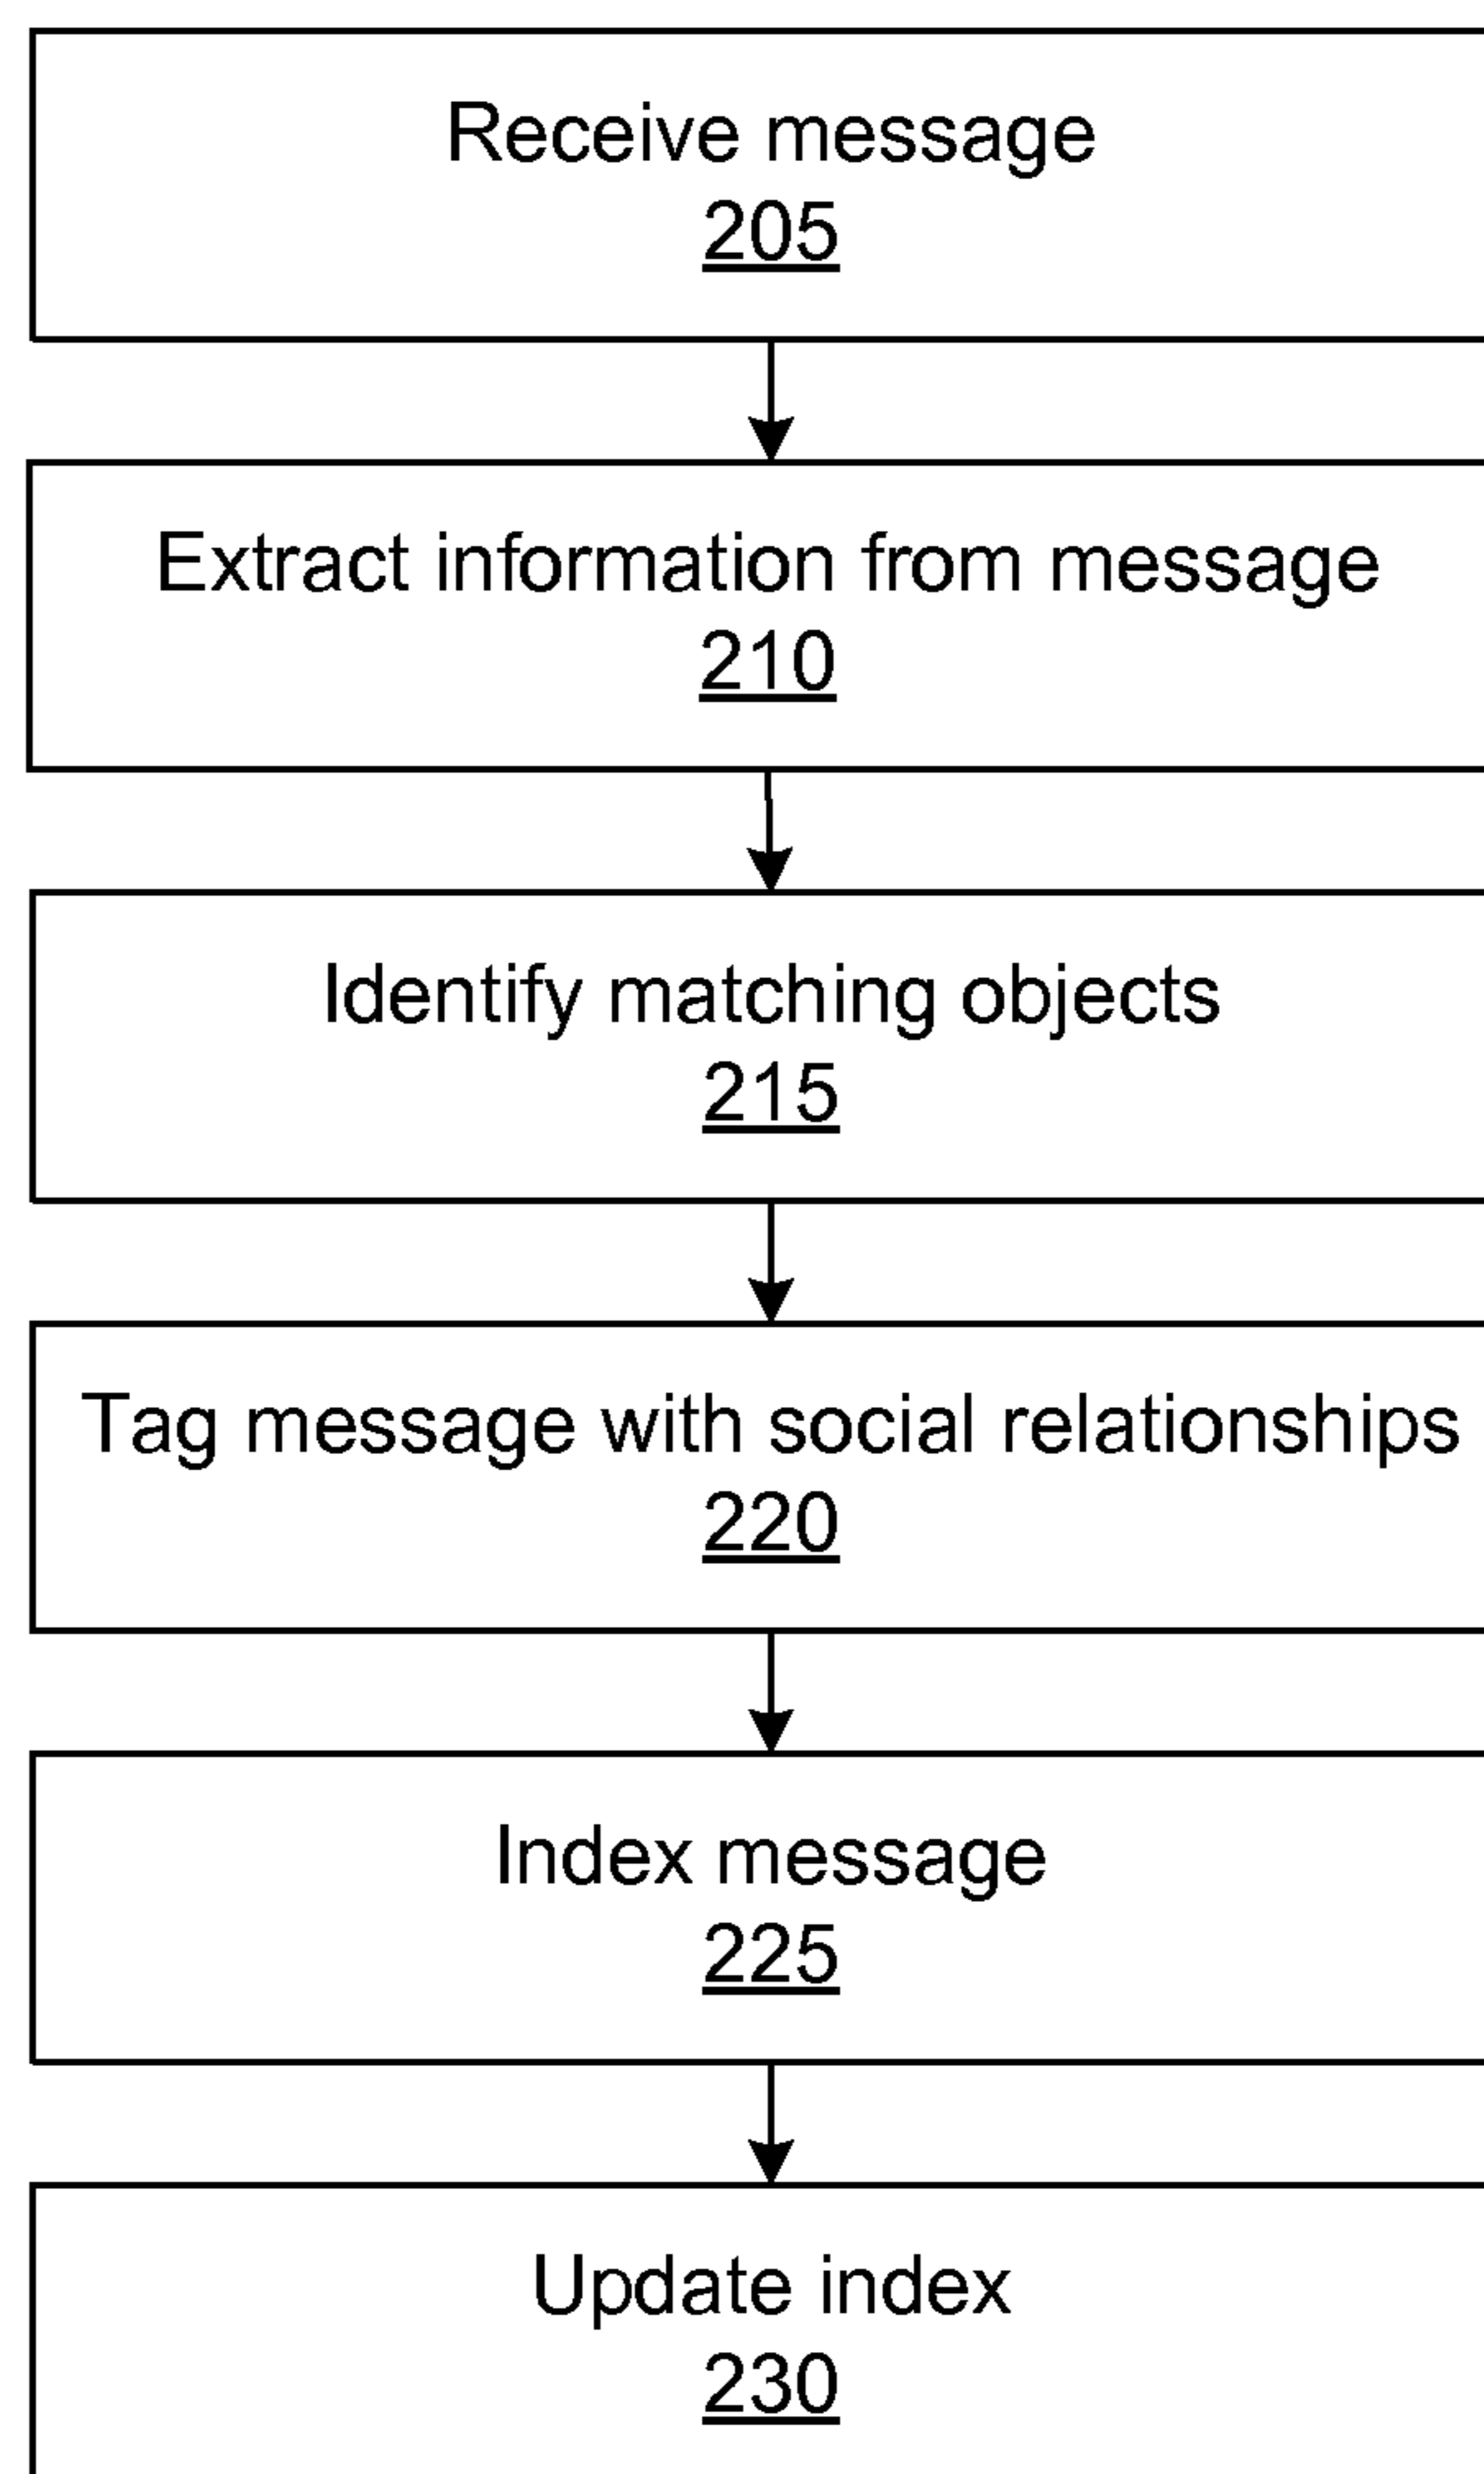 Receive message
205
Extract information from message
210
Identify matching objects
215
Tag message with social relationships
220
Index message
225
Update index
230